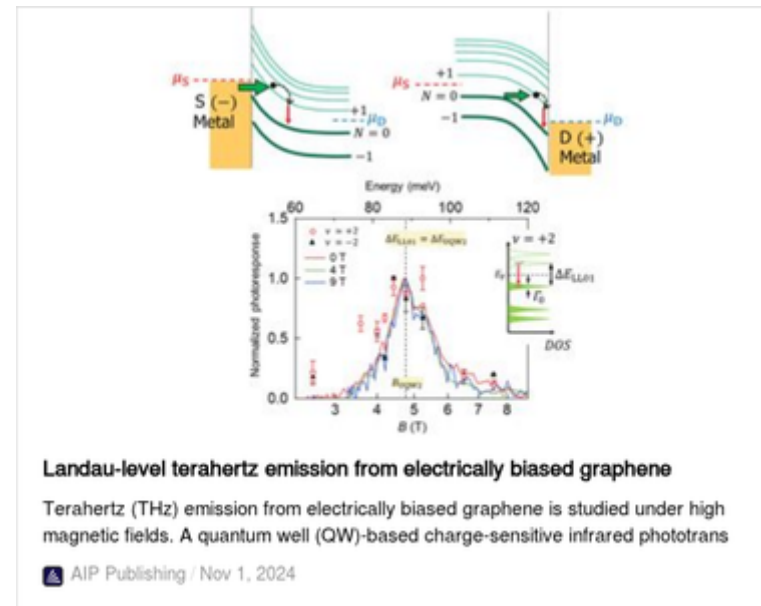 μS
S (−)
Metal
+1
μD
N = 0
−1
μS
+1
N = 0
−1
μD
D (+)
Metal
Energy (meV)
60 80 100 120
Normalized photoresponse
1.5
1.0
0.5
0.0
ν = +2
ν = −2
0 T
4 T
9 T
ν = +2
ΔE_LL01
DOS
3 4 5 6 7 8
B (T)
Landau-level terahertz emission from electrically biased graphene
Terahertz (THz) emission from electrically biased graphene is studied under high
magnetic fields. A quantum well (QW)-based charge-sensitive infrared phototrans
AIP Publishing / Nov 1, 2024